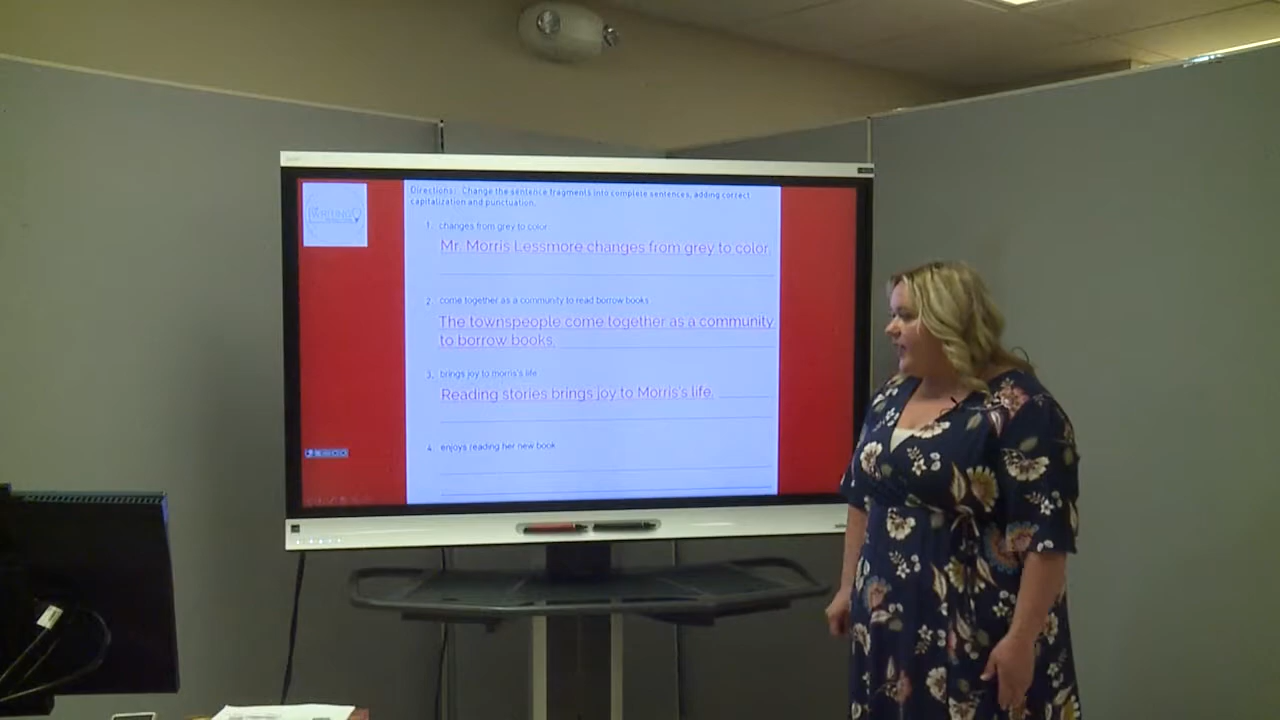 WRITING
Directions: Change the sentence fragments into complete sentences, adding correct
capitalization and punctuation.
1. changes from grey to color
Mr. Morris Lessmore changes from grey to color.
2. come together as a community to read borrow books
The townspeople come together as a community
to borrow books.
3. brings joy to morris's life
Reading stories brings joy to Morris's life.
4. enjoys reading her new book